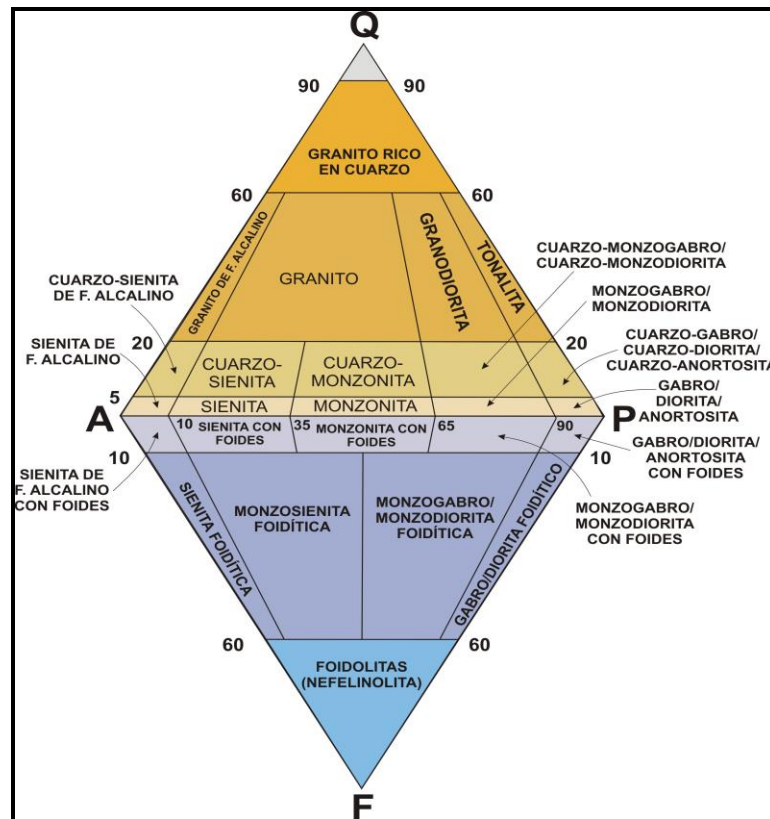 Q
90
90
GRANITO RICO
EN CUARZO
60
60
GRANITO DE F. ALCALINO
GRANITO
GRANODIORITA
TONALITA
CUARZO-MONZOGABRO/
CUARZO-MONZODIORITA
CUARZO-SIENITA
DE F. ALCALINO
MONZOGABRO/
MONZODIORITA
SIENITA DE
F. ALCALINO
20
20
CUARZO-
SIENITA
CUARZO-
MONZONITA
CUARZO-GABRO/
CUARZO-DIORITA/
CUARZO-ANORTOSITA
5
SIENITA
MONZONITA
GABRO/
DIORITA/
ANORTOSITA
A
P
10
SIENITA CON
FOIDES
35
MONZONITA CON
FOIDES
65
90
10
10
GABRO/DIORITA/
ANORTOSITA
CON FOIDES
SIENITA DE
F. ALCALINO
CON FOIDES
MONZOGABRO/
MONZODIORITA
CON FOIDES
SIENITA FOIDÍTICA
MONZOSIENITA
FOIDÍTICA
MONZOGABRO/
MONZODIORITA
FOIDÍTICA
GABRO/DIORITA FOIDÍTICO
60
60
FOIDOLITAS
(NEFELINOLITA)
F